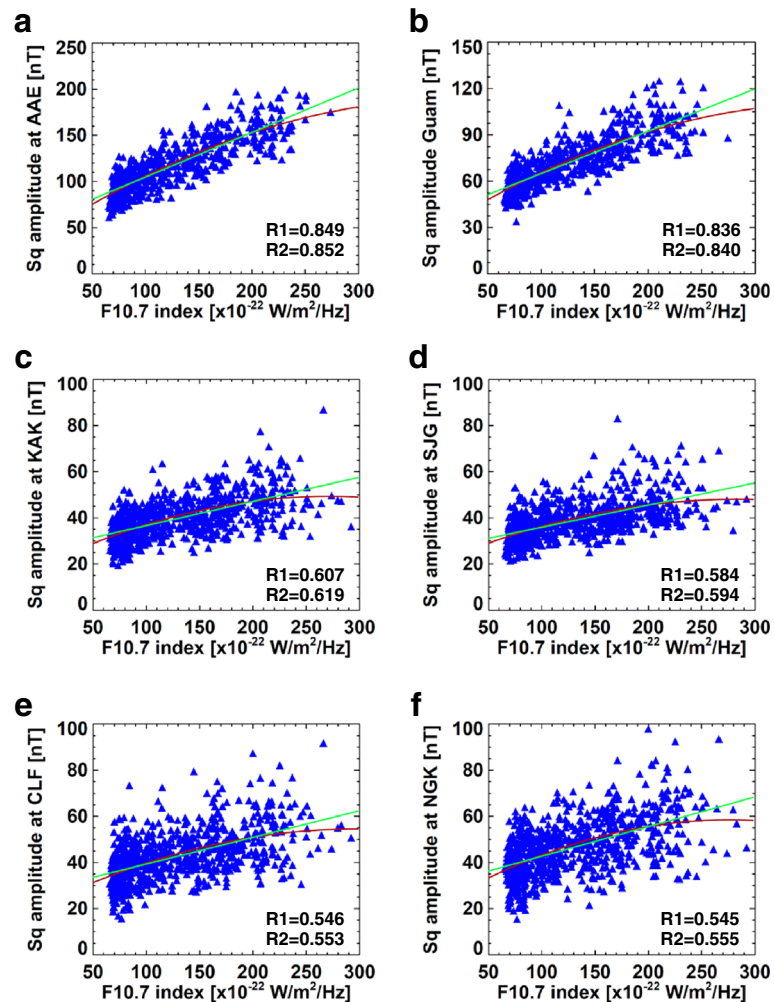 a
b
Sq amplitude at AAE [nT]
250
200
150
100
50
0
R1=0.849
R2=0.852
50 100 150 200 250 300
F10.7 index [x10⁻²² W/m²/Hz]
Sq amplitude Guam [nT]
150
120
90
60
30
0
R1=0.836
R2=0.840
50 100 150 200 250 300
F10.7 index [x10⁻²² W/m²/Hz]
c
d
Sq amplitude at KAK [nT]
100
80
60
40
20
0
R1=0.607
R2=0.619
50 100 150 200 250 300
F10.7 index [x10⁻²² W/m²/Hz]
Sq amplitude at SJG [nT]
100
80
60
40
20
0
R1=0.584
R2=0.594
50 100 150 200 250 300
F10.7 index [x10⁻²² W/m²/Hz]
e
f
Sq amplitude at CLF [nT]
100
80
60
40
20
0
R1=0.546
R2=0.553
50 100 150 200 250 300
F10.7 index [x10⁻²² W/m²/Hz]
Sq amplitude at NGK [nT]
100
80
60
40
20
0
R1=0.545
R2=0.555
50 100 150 200 250 300
F10.7 index [x10⁻²² W/m²/Hz]